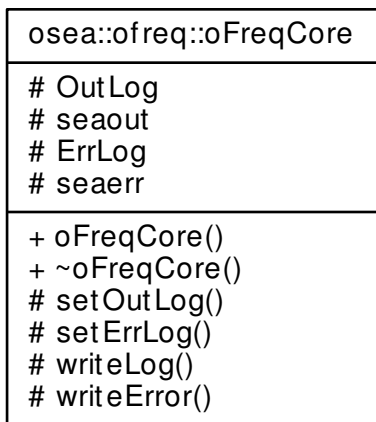 osea::ofreq::oFreqCore
# OutLog
# seaout
# ErrLog
# seaerr
+ oFreqCore()
+ ~oFreqCore()
# setOutLog()
# setErrLog()
# writeLog()
# writeError()